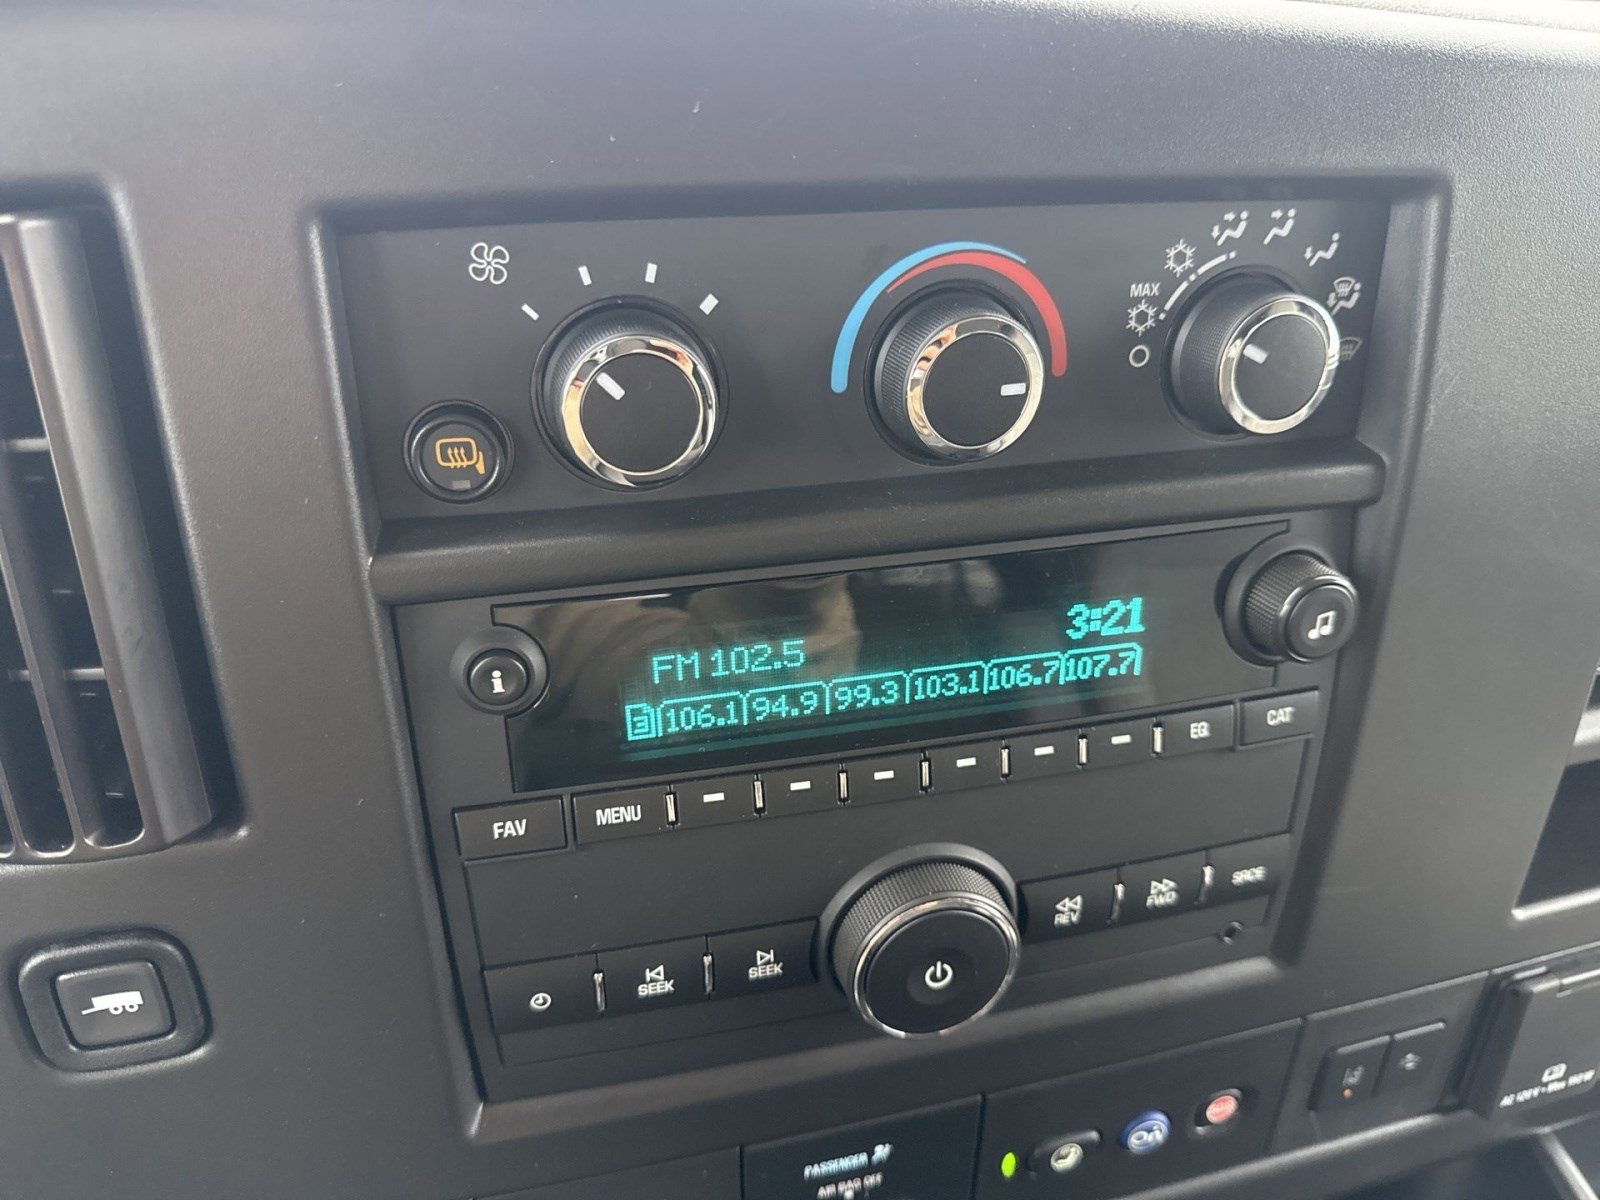 MAX
3:21
FM 102.5
3 106.1 94.9 99.3 103.1 106.7 107.7
FAV
MENU
EQ
CAT
SEEK
SEEK
REV
FWD
SRCE
PASSENGER
AIR BAG OFF